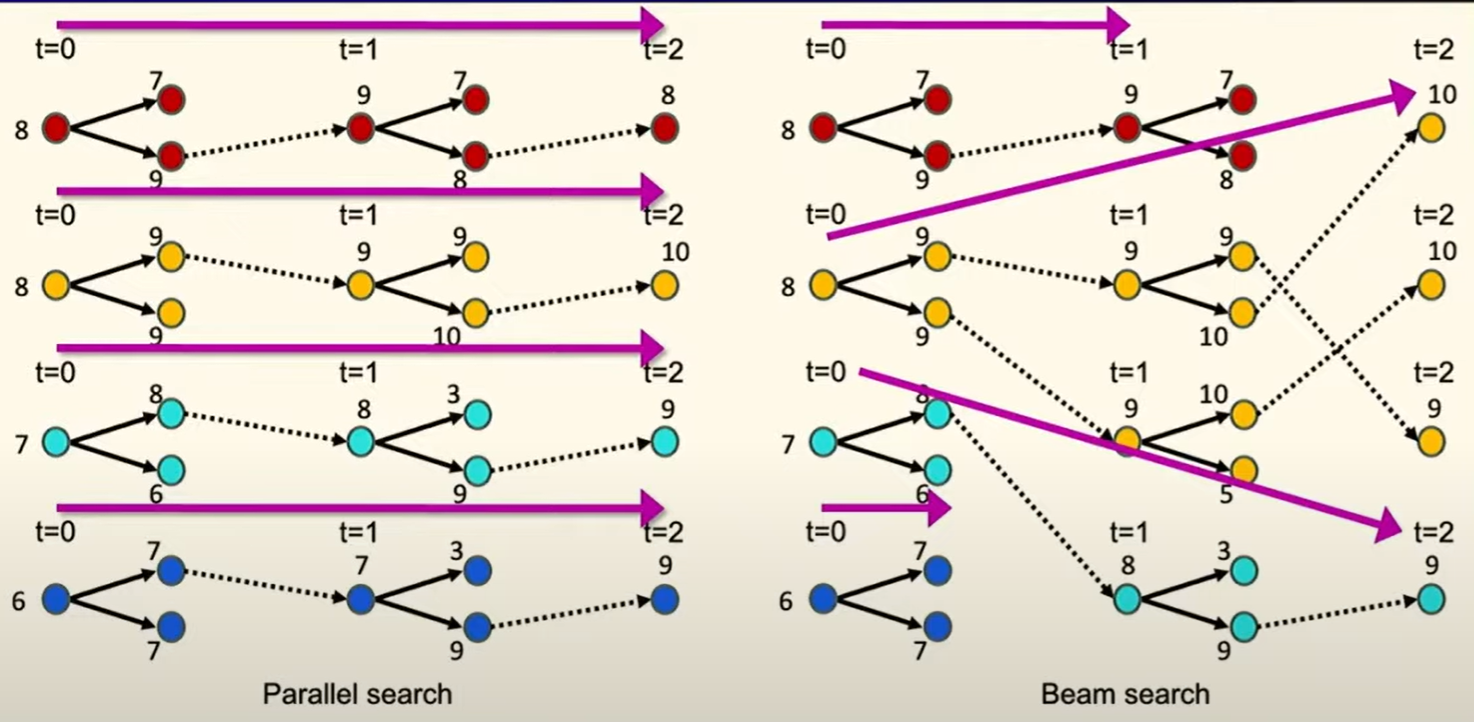 t=0 t=1 t=2 t=0 t=1 t=2
7 9 7 8 7 9 7 10
8 8
9 8 9 8
t=0 t=1 t=2 t=0 t=1 t=2
9 9 9 10 9 9 9 10
8 8
9 10 9 10
t=0 t=1 t=2 t=0 t=1 t=2
8 8 3 9 8 9 10 9
7 7
6 9 6 5
t=0 t=1 t=2 t=0 t=1 t=2
7 7 3 9 7 8 3 9
6 6
7 9 7 9
Parallel search Beam search